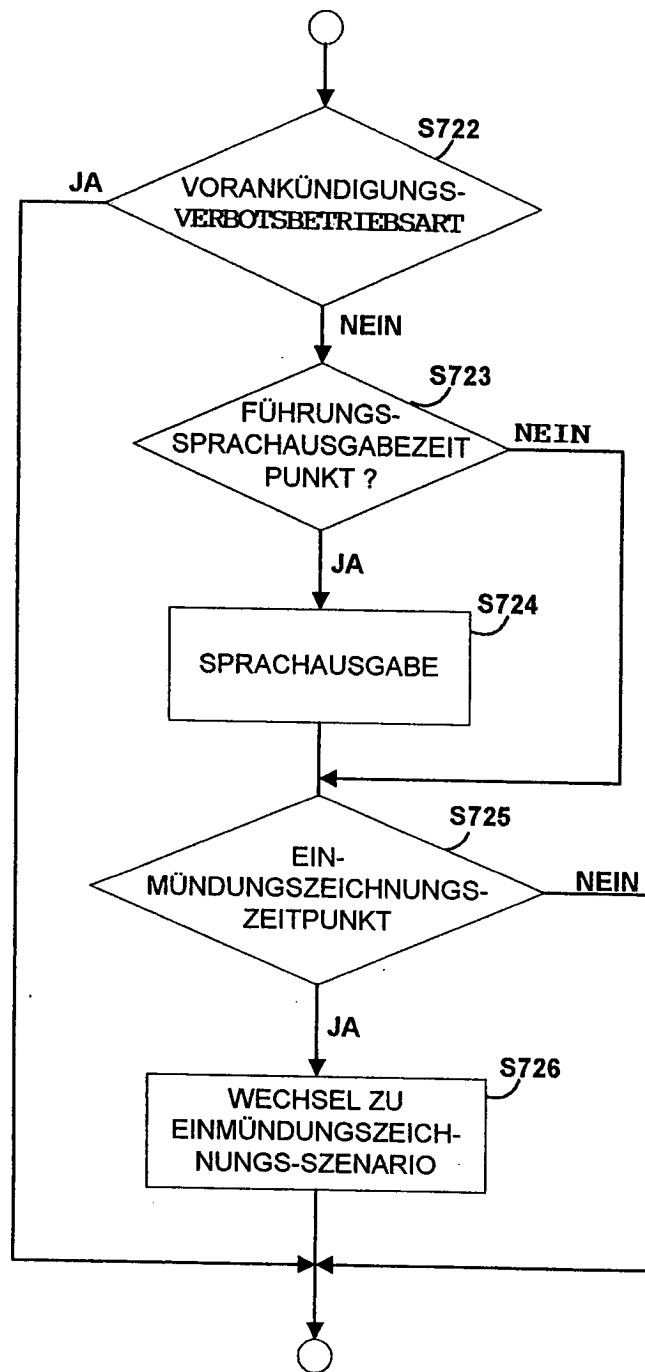 S722
JA
VORANKÜNDIGUNGS-
VERBOTSBETRIEBSART
NEIN
S723
FÜHRUNGS-
SPRACHAUSGABEZEIT
PUNKT ?
NEIN
JA
S724
SPRACHAUSGABE
S725
EIN-
MÜNDUNGSZEICHNUNGS-
ZEITPUNKT
NEIN
JA
S726
WECHSEL ZU
EINMÜNDUNGSZEICH-
NUNGS-SZENARIO